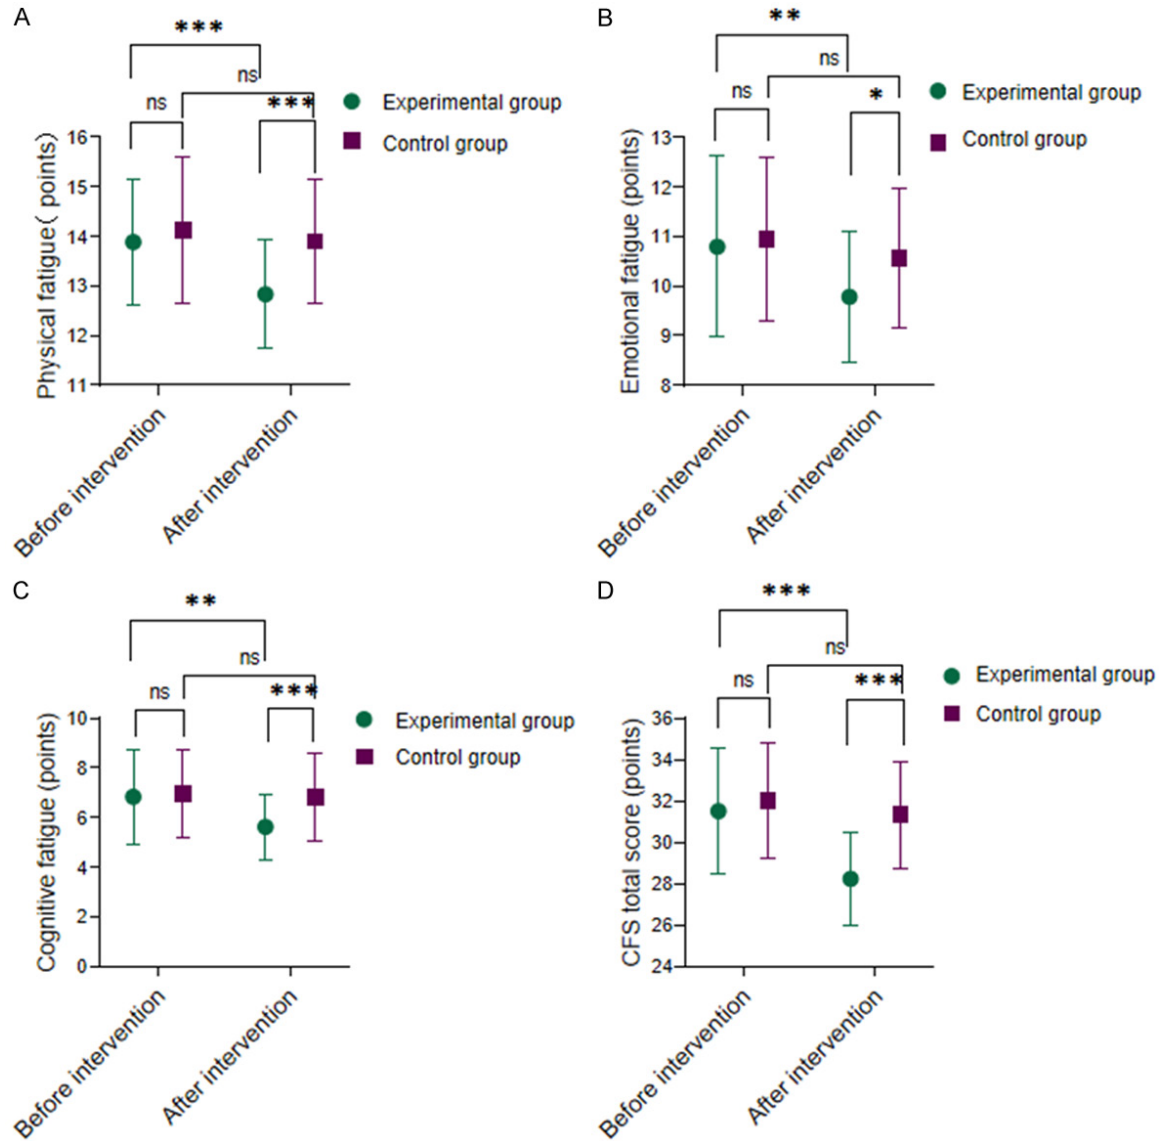 A
***
ns
ns
***
Experimental group
Control group
Physical fatigue( points)
16
15
14
13
12
11
Before intervention
After intervention
B
**
ns
ns
*
Experimental group
Control group
Emotional fatigue (points)
13
12
11
10
9
8
Before intervention
After intervention
C
**
ns
ns
***
Experimental group
Control group
Cognitive fatigue (points)
10
8
6
4
2
0
Before intervention
After intervention
D
***
ns
ns
***
Experimental group
Control group
CFS total score (points)
36
34
32
30
28
26
24
Before intervention
After intervention